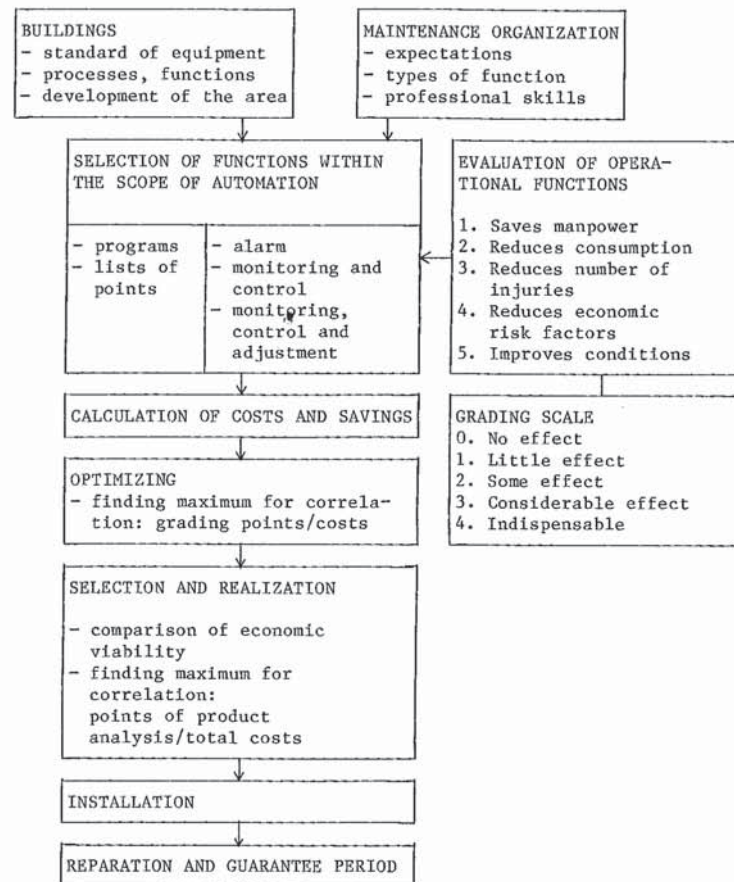 BUILDINGS
- standard of equipment
- processes, functions
- development of the area
MAINTENANCE ORGANIZATION
- expectations
- types of function
- professional skills
SELECTION OF FUNCTIONS WITHIN
THE SCOPE OF AUTOMATION
- programs
- lists of
points
- alarm
- monitoring and
control
- monitoring,
control and
adjustment
EVALUATION OF OPERA-
TIONAL FUNCTIONS
1. Saves manpower
2. Reduces consumption
3. Reduces number of
injuries
4. Reduces economic
risk factors
5. Improves conditions
CALCULATION OF COSTS AND SAVINGS
GRADING SCALE
0. No effect
1. Little effect
2. Some effect
3. Considerable effect
4. Indispensable
OPTIMIZING
- finding maximum for correla-
tion: grading points/costs
SELECTION AND REALIZATION
- comparison of economic
viability
- finding maximum for
correlation:
points of product
analysis/total costs
INSTALLATION
REPARATION AND GUARANTEE PERIOD